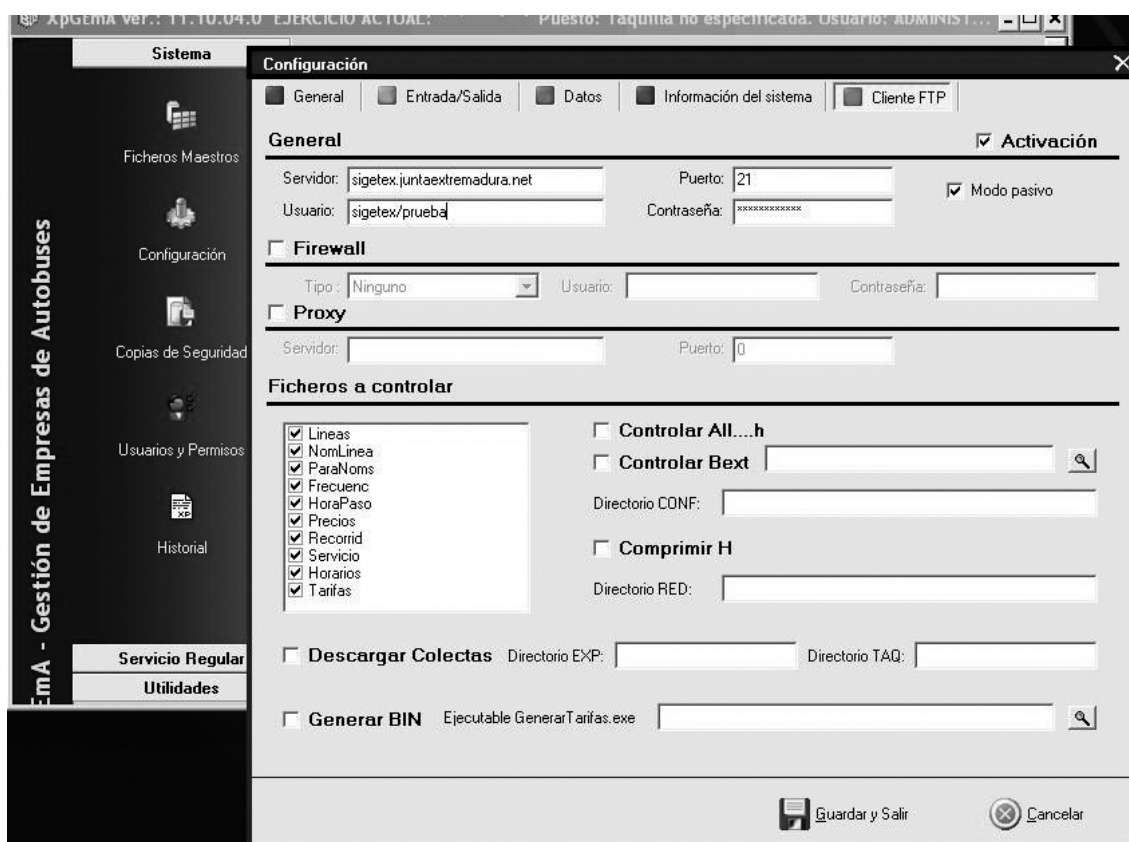 XpGEmA Ver.: 11.10.04.0 EJERCICIO ACTUAL: Puesto: Taquilla no especificada. Usuario: ADMINIST...
Sistema
Configuración
General Entrada/Salida Datos Información del sistema Cliente FTP
General Activación
Servidor: sigetex.juntaextremadura.net Puerto: 21 Modo pasivo
Usuario: sigetex/prueba Contraseña: ************
Firewall
Tipo : Ninguno Usuario: Contraseña:
Proxy
Servidor: Puerto: 0
Ficheros a controlar
Lineas
NomLinea
ParaNoms
Frecuenc
HoraPaso
Precios
Recorrid
Servicio
Horarios
Tarifas
Controlar All....h
Controlar Bext
Directorio CONF:
Comprimir H
Directorio RED:
Descargar Colectas Directorio EXP: Directorio TAQ:
Generar BIN Ejecutable GenerarTarifas.exe
Guardar y Salir Cancelar
Ficheros Maestros
Configuración
Copias de Seguridad
Usuarios y Permisos
Historial
Servicio Regular
Utilidades
EmA - Gestión de Empresas de Autobuses